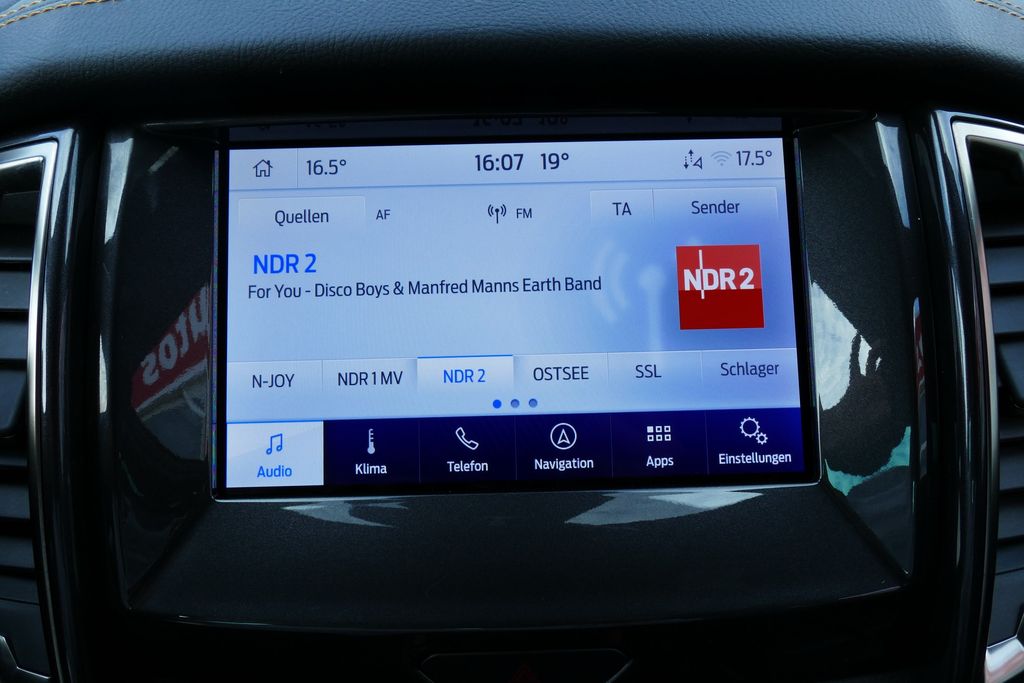 16.5° 16:07 19° 17.5°
Quellen AF FM TA Sender
NDR 2
For You - Disco Boys & Manfred Manns Earth Band
NDR 2
N-JOY NDR 1 MV NDR 2 OSTSEE SSL Schlager
Audio Klima Telefon Navigation Apps Einstellungen